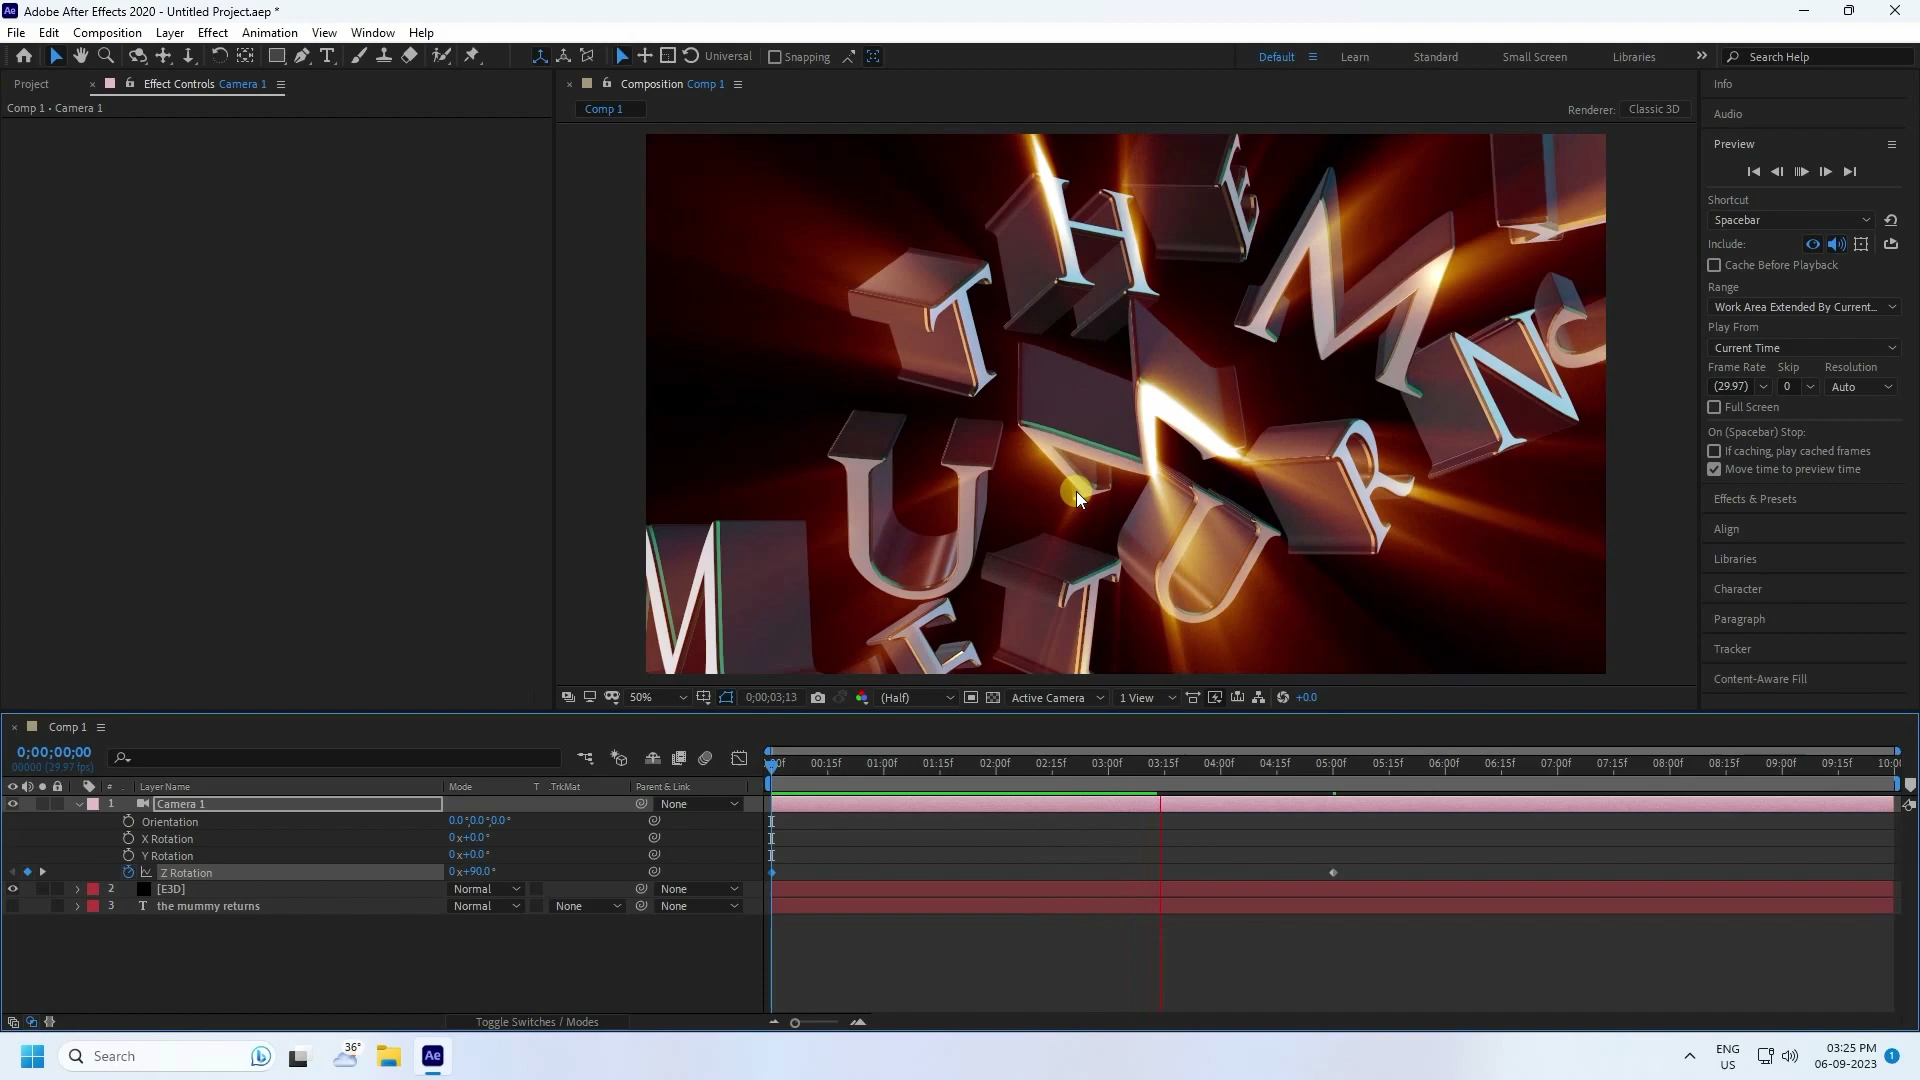 Adobe After Effects 2020 - Untitled Project.aep *
File Edit Composition Layer Effect Animation View Window Help
Universal Snapping Default Learn Standard Small Screen Libraries Search Help
Project Effect Controls Camera 1
Comp 1 • Camera 1
Composition Comp 1
Comp 1
Renderer: Classic 3D
T H E M M N U M R U T E T
50% 0;00;03;13 (Half) Active Camera 1 View +0.0
Info
Audio
Preview
Shortcut
Spacebar
Include:
Cache Before Playback
Range
Work Area Extended By Current...
Play From
Current Time
Frame Rate Skip Resolution
(29.97) 0 Auto
Full Screen
On (Spacebar) Stop:
If caching, play cached frames
Move time to preview time
Effects & Presets
Align
Libraries
Character
Paragraph
Tracker
Content-Aware Fill
Comp 1
0;00;00;00
00000 (29.97 fps)
00:15f 01:00f 01:15f 02:00f 02:15f 03:00f 03:15f 04:00f 04:15f 05:00f 05:15f 06:00f 06:15f 07:00f 07:15f 08:00f 08:15f 09:00f 09:15f 10:0
# Layer Name Mode T .TrkMat Parent & Link
1 Camera 1 None
Orientation 0.0°,0.0°,0.0°
X Rotation 0x+0.0°
Y Rotation 0x+0.0°
Z Rotation 0x+90.0°
2 [E3D] Normal None
3 T the mummy returns Normal None None
Toggle Switches / Modes
Search 36° Ae
ENG
US
03:25 PM
06-09-2023
1